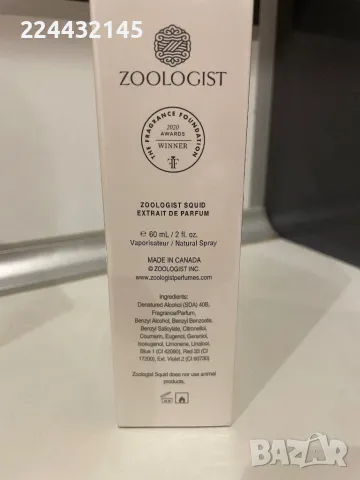 224432145
ZOOLOGIST
THE FRAGRANCE FOUNDATION
2020
AWARDS
WINNER
ZOOLOGIST SQUID
EXTRAIT DE PARFUM
℮ 60 mL / 2 fl. oz.
Vaporisateur / Natural Spray
MADE IN CANADA
© ZOOLOGIST INC.
www.zoologistperfumes.com
Ingredients:
Denatured Alcohol (SDA) 40B,
Fragrance/Parfum,
Benzyl Alcohol, Benzyl Benzoate,
Benzyl Salicylate, Citronellol,
Coumarin, Eugenol, Geraniol,
Isoeugenol, Limonene, Linalool,
Blue 1 (CI 42090), Red 33 (CI
17200), Ext. Violet 2 (CI 60730)
Zoologist Squid does not use animal
products.
BAZAR